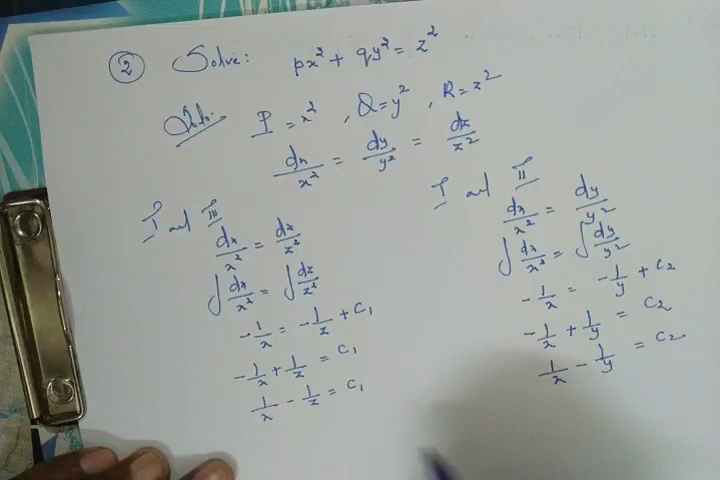 ② Solve: px² + qy² = z²
Soln: P = x², Q = y², R = z²
dx/x² = dy/y² = dz/z²
I and III
dx/x² = dz/z²
∫ dx/x² = ∫ dz/z²
-1/x = -1/z + C₁
-1/x + 1/z = C₁
1/x - 1/z = C₁
I and II
dx/x² = dy/y²
∫ dx/x² = ∫ dy/y²
-1/x = -1/y + C₂
-1/x + 1/y = C₂
1/x - 1/y = C₂